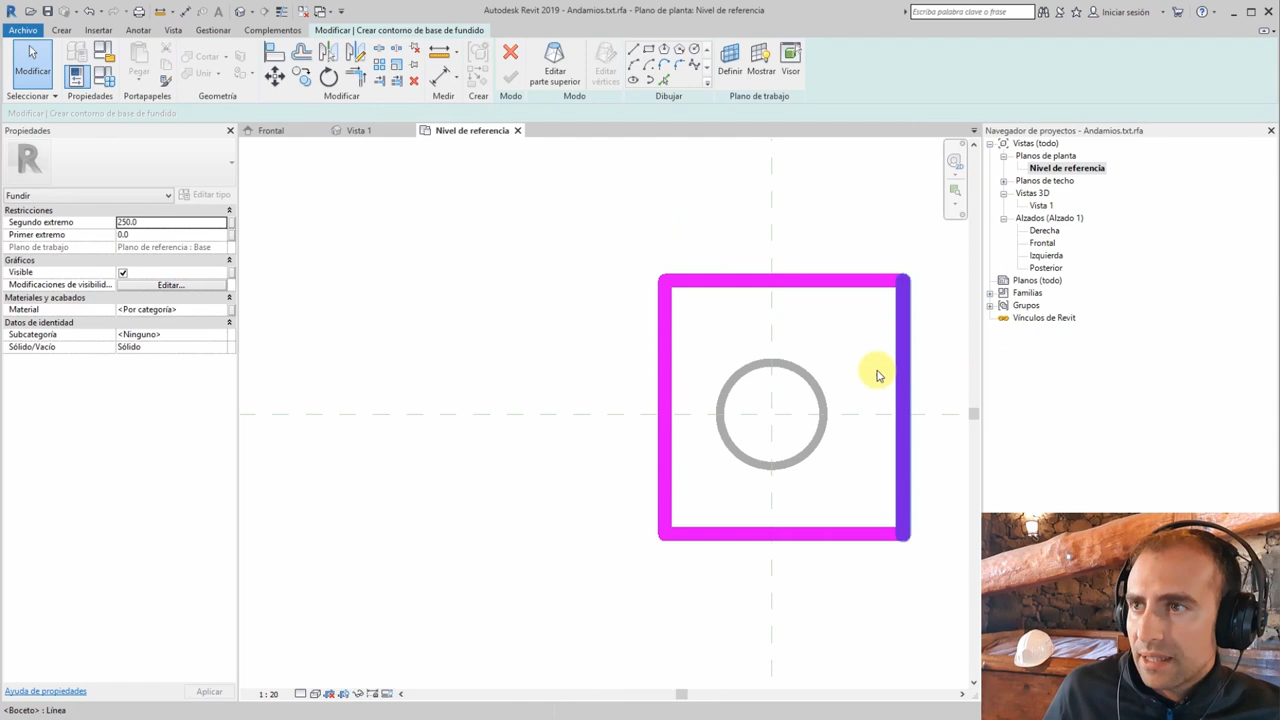 Autodesk Revit 2019 - Andamios.txt.rfa - Plano de planta: Nivel de referencia
Escriba palabra clave o frase
Iniciar sesión
Archivo Crear Insertar Anotar Vista Gestionar Complementos Modificar | Crear contorno de base de fundido
Modificar
Pegar
Cortar
Unir
Editar
parte superior
Editar
vértices
Definir Mostrar Visor
Seleccionar Propiedades Portapapeles Geometría Modificar Medir Crear Modo Modo Dibujar Plano de trabajo
Modificar | Crear contorno de base de fundido
Propiedades
Frontal
Vista 1
Nivel de referencia
Navegador de proyectos - Andamios.txt.rfa
R
Fundir
Editar tipo
Restricciones
Segundo extremo 250.0
Primer extremo 0.0
Plano de trabajo Plano de referencia : Base
Gráficos
Visible
Modificaciones de visibilid... Editar...
Materiales y acabados
Material <Por categoría>
Datos de identidad
Subcategoría <Ninguno>
Sólido/Vacío Sólido
Vistas (todo)
Planos de planta
Nivel de referencia
Planos de techo
Vistas 3D
Vista 1
Alzados (Alzado 1)
Derecha
Frontal
Izquierda
Posterior
Planos (todo)
Familias
Grupos
Vínculos de Revit
Ayuda de propiedades
Aplicar
1 : 20
<Boceto> : Línea